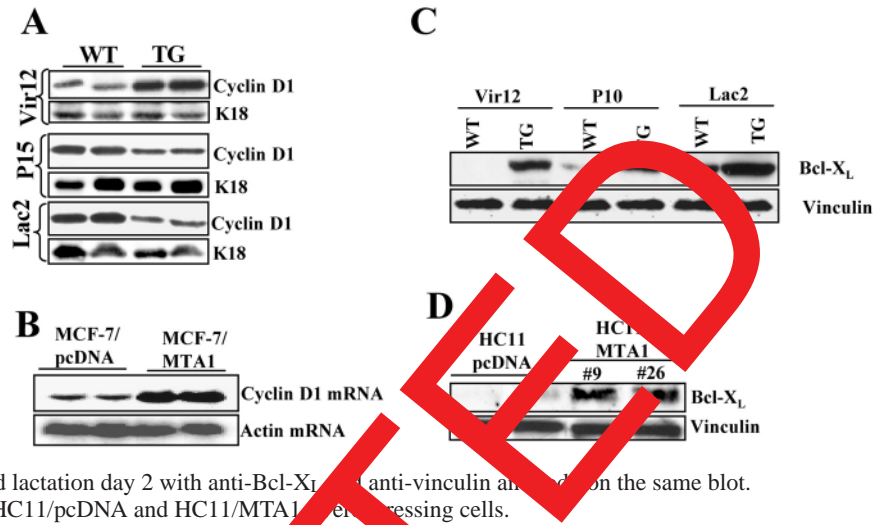 A
WT TG
Vir12
Cyclin D1
K18
P15
Cyclin D1
K18
Lac2
Cyclin D1
K18
B
MCF-7/ pcDNA
MCF-7/ MTA1
Cyclin D1 mRNA
Actin mRNA
C
Vir12 P10 Lac2
WT TG WT TG WT TG
Bcl-XL
Vinculin
D
HC11 pcDNA
MTA1
#9 #26
Bcl-XL
Vinculin
lactation day 2 with anti-Bcl-XL anti-vinculin on the same blot.
HC11/pcDNA and HC11/MTA1 cells.
TED